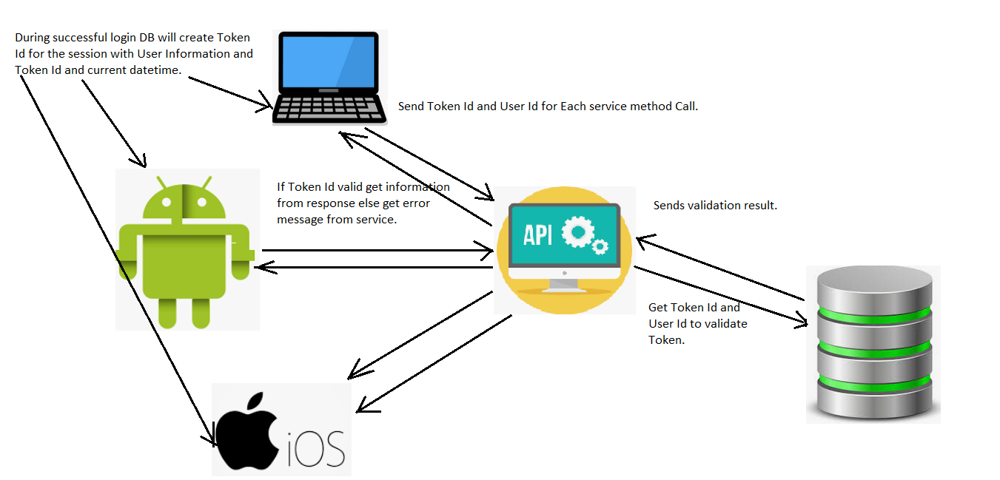 During successful login DB will create Token
Id for the session with User Information and
Token Id and current datetime.
Send Token Id and User Id for Each service method Call.
If Token Id valid get information
from response else get error
message from service.
API
Sends validation result.
Get Token Id and
User Id to validate
Token.
iOS